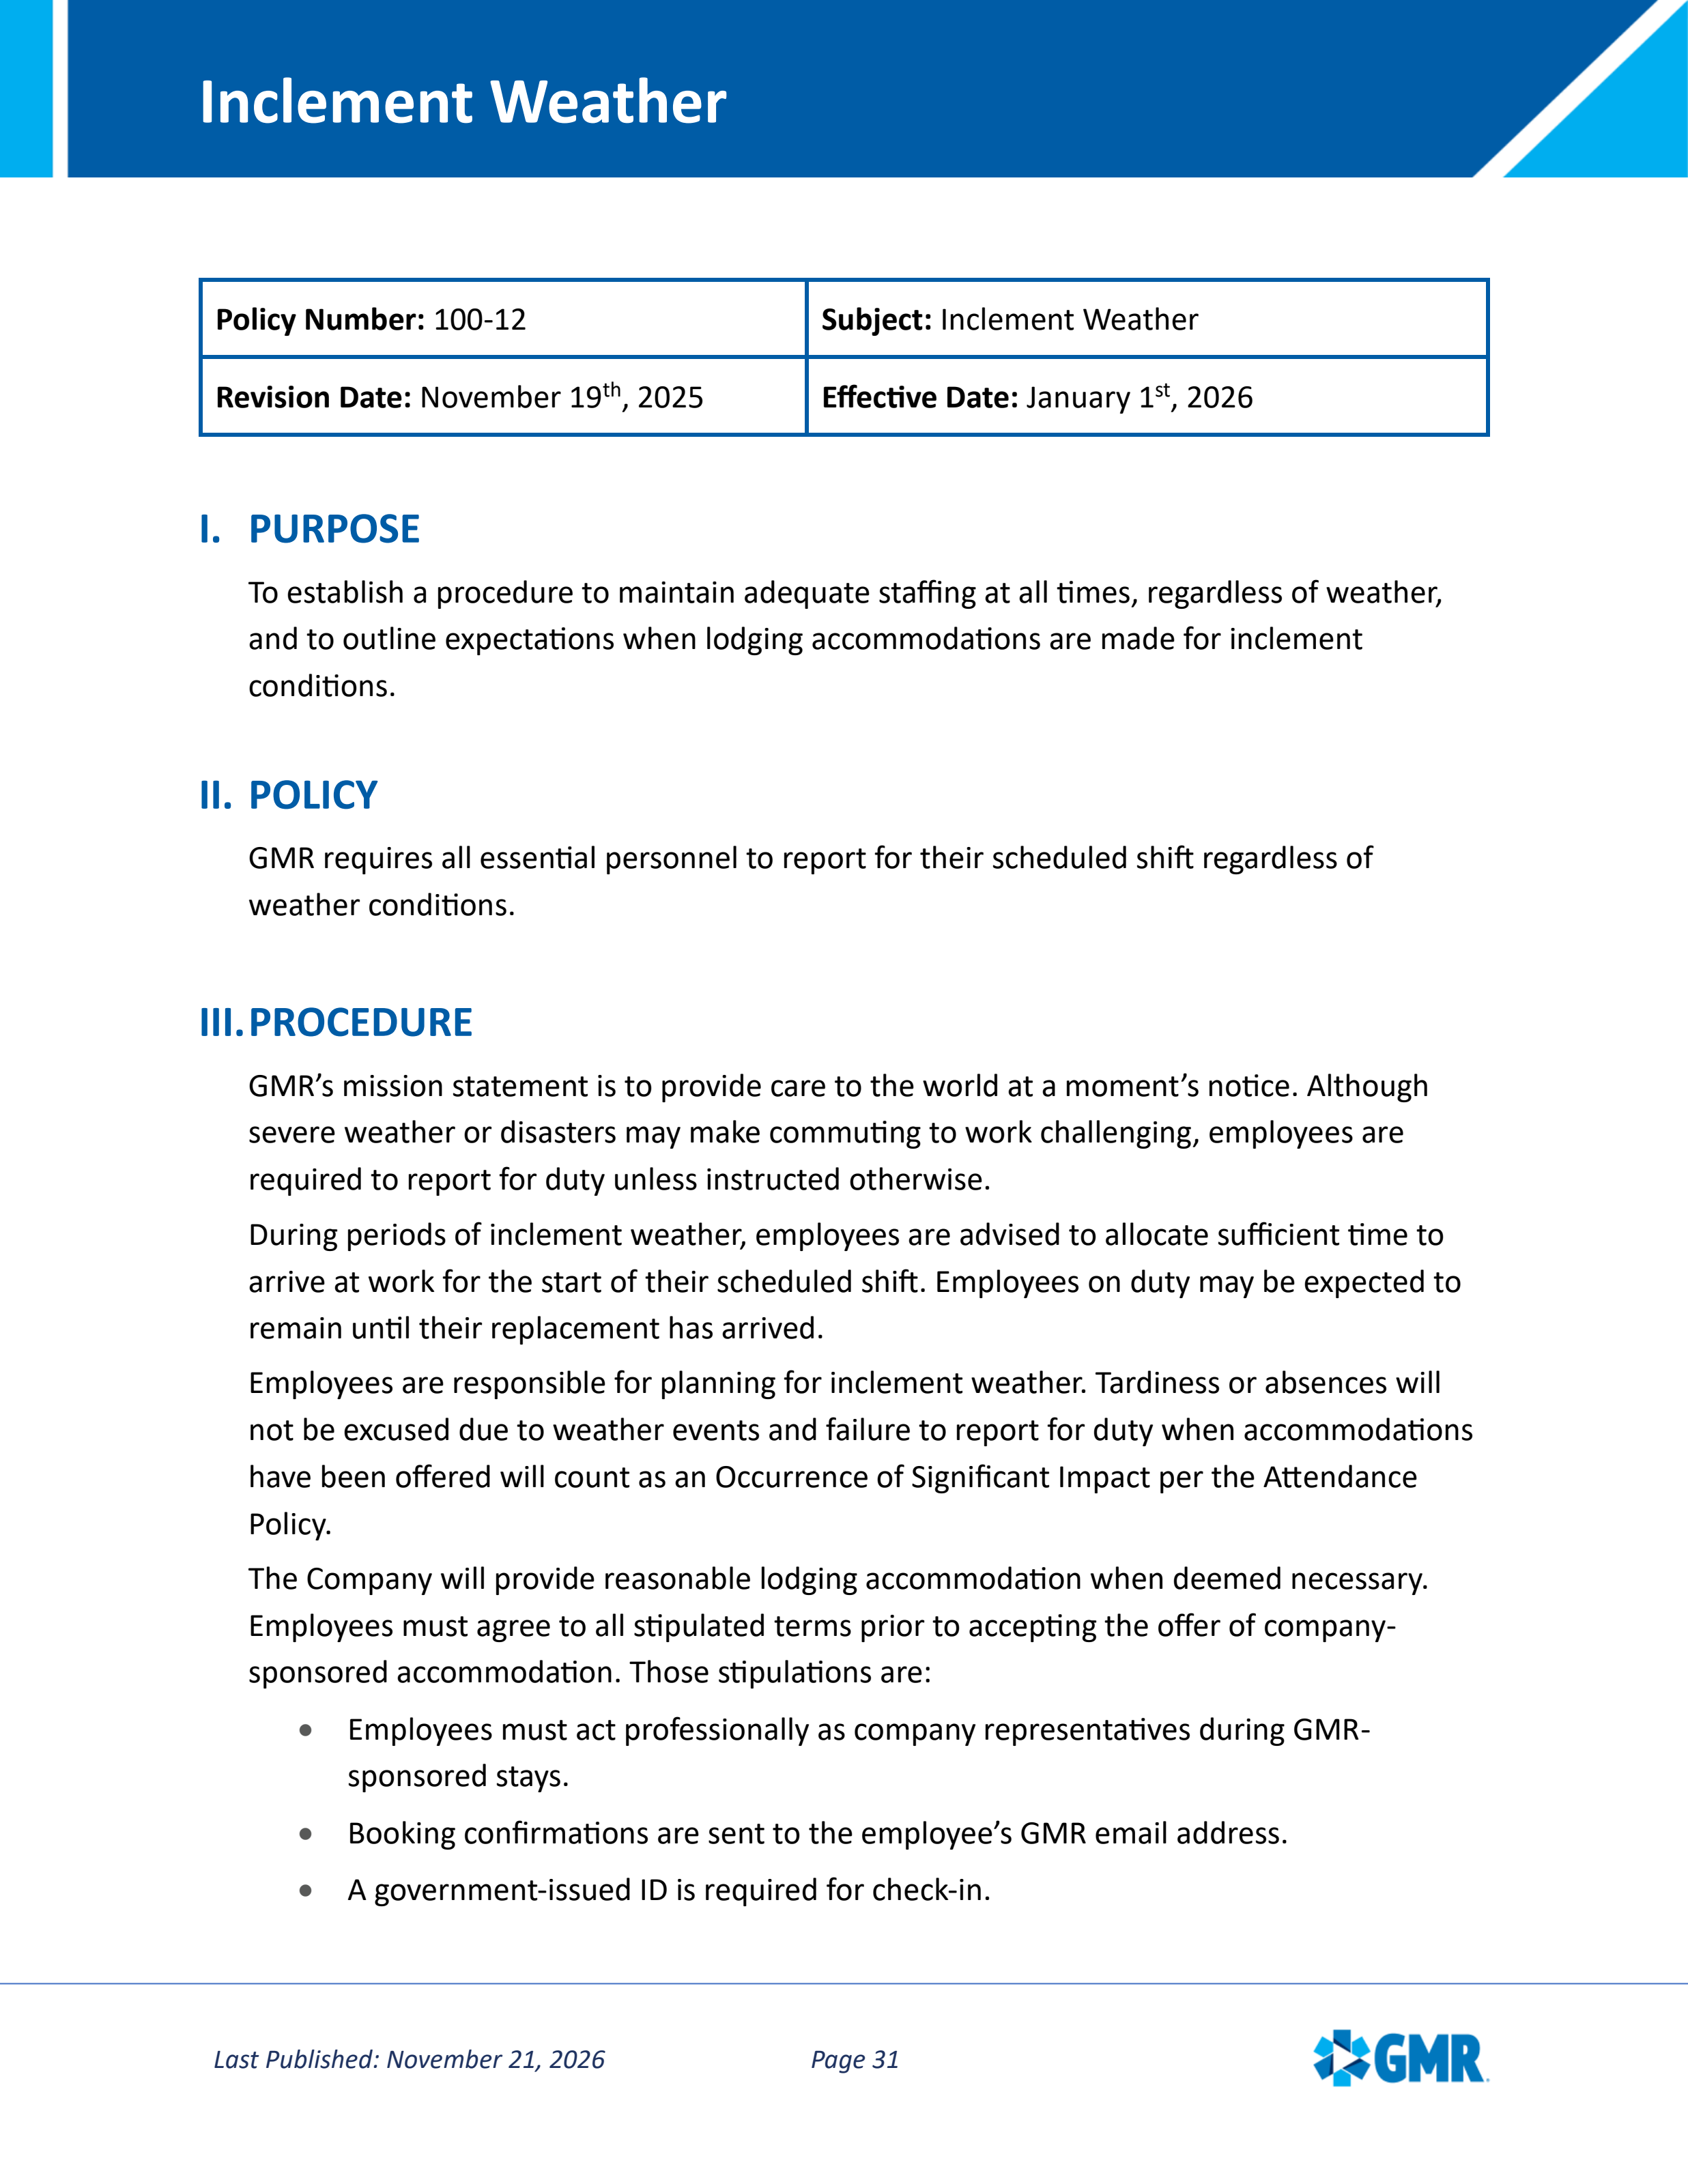 Inclement Weather
Policy Number: 100-12
Subject: Inclement Weather
Revision Date: November 19th, 2025
Effective Date: January 1st, 2026
I. PURPOSE
To establish a procedure to maintain adequate staffing at all times, regardless of weather,
and to outline expectations when lodging accommodations are made for inclement
conditions.
II. POLICY
GMR requires all essential personnel to report for their scheduled shift regardless of
weather conditions.
III. PROCEDURE
GMR’s mission statement is to provide care to the world at a moment’s notice. Although
severe weather or disasters may make commuting to work challenging, employees are
required to report for duty unless instructed otherwise.
During periods of inclement weather, employees are advised to allocate sufficient time to
arrive at work for the start of their scheduled shift. Employees on duty may be expected to
remain until their replacement has arrived.
Employees are responsible for planning for inclement weather. Tardiness or absences will
not be excused due to weather events and failure to report for duty when accommodations
have been offered will count as an Occurrence of Significant Impact per the Attendance
Policy.
The Company will provide reasonable lodging accommodation when deemed necessary.
Employees must agree to all stipulated terms prior to accepting the offer of company-
sponsored accommodation. Those stipulations are:
• Employees must act professionally as company representatives during GMR-
sponsored stays.
• Booking confirmations are sent to the employee’s GMR email address.
• A government-issued ID is required for check-in.
Last Published: November 21, 2026
Page 31
GMR